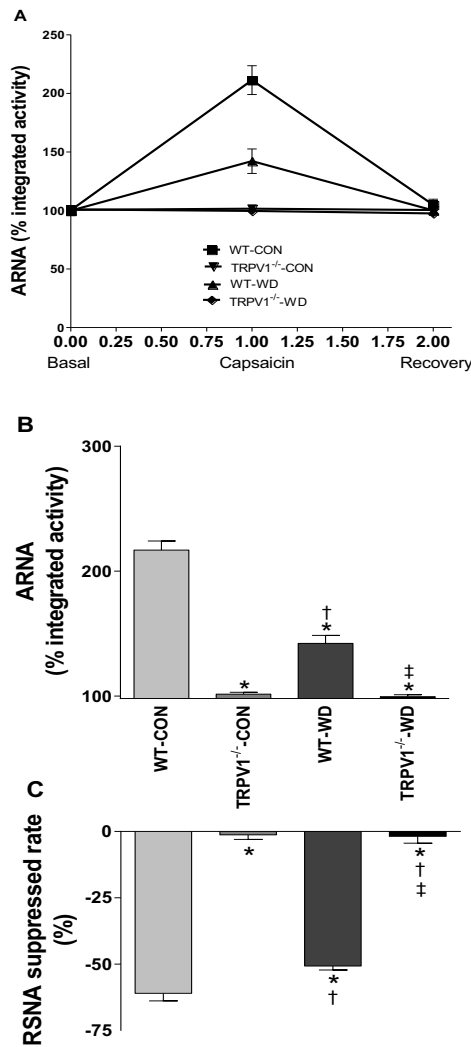 A
ARNA (% integrated activity)
250
200
150
100
50
0
WT-CON
TRPV1-/--CON
WT-WD
TRPV1-/--WD
0.00 0.25 0.50 0.75 1.00 1.25 1.50 1.75 2.00
Basal Capsaicin Recovery
B
ARNA
(% integrated activity)
300
200
100
*
†
*
‡
*
WT-CON
TRPV1-/--CON
WT-WD
TRPV1-/--WD
C
RSNA suppressed rate
(%)
0
-25
-50
-75
*
*
†
*
†
‡